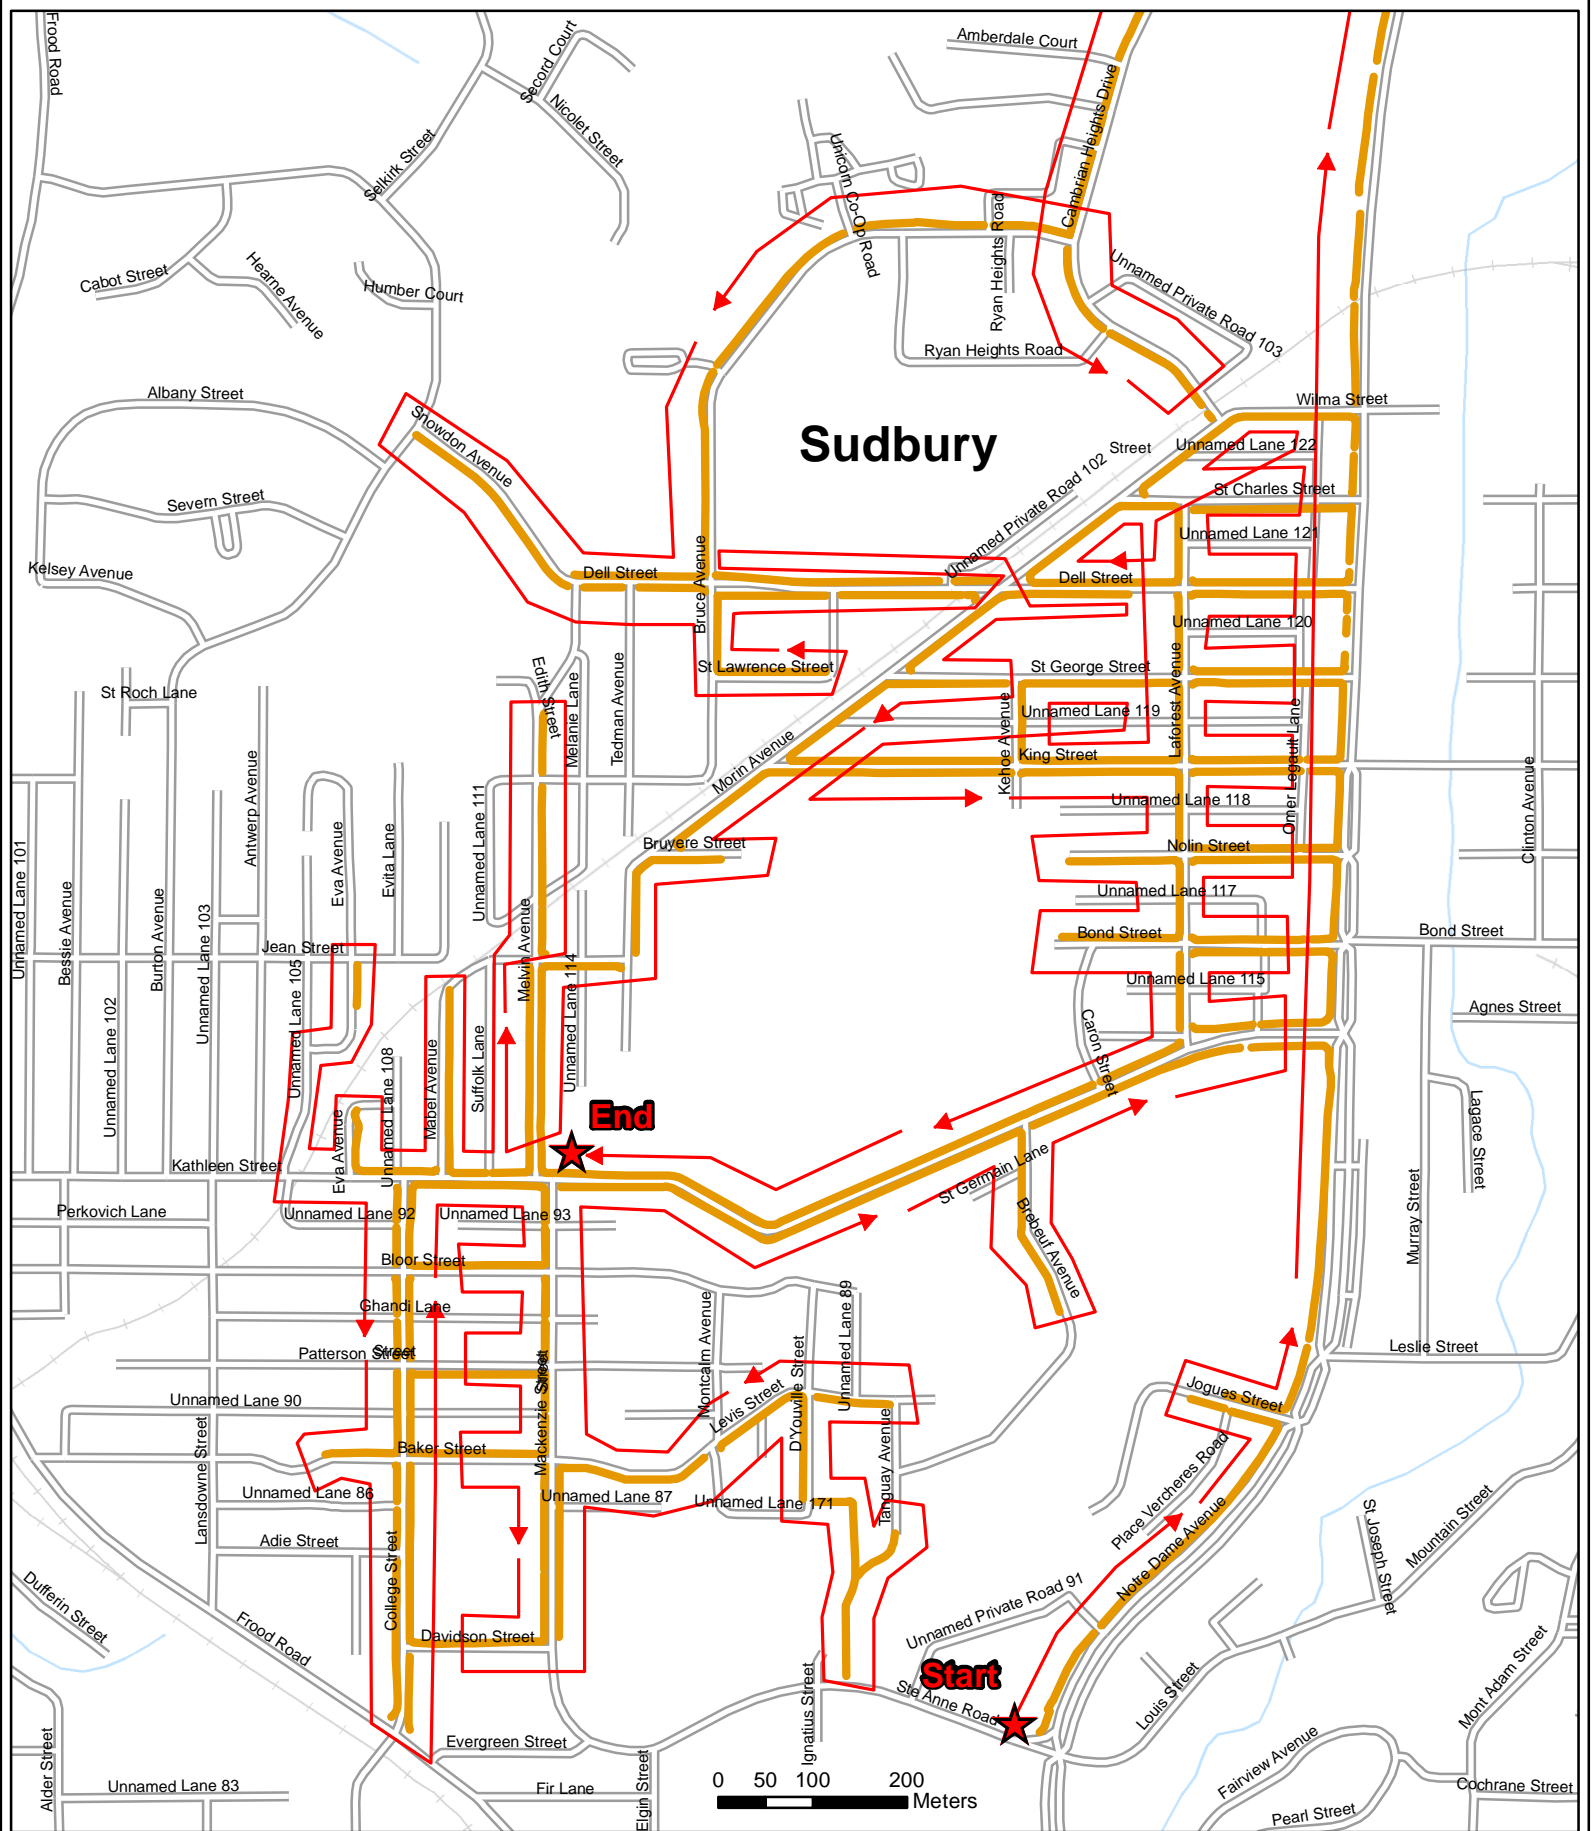 Frood Road
Secord Court
Nicolet Street
Selkirk Street
Amberdale Court
Cambrian Heights Drive
Unicorn Co-Op Road
Ryan Heights Road
Unnamed Private Road 103
Ryan Heights Road
Cabot Street
Hearne Avenue
Humber Court
Albany Street
Snowdon Avenue
Sudbury
Wilma Street
Street
Unnamed Lane 122
Unnamed Private Road 102
St Charles Street
Severn Street
Unnamed Lane 121
Kelsey Avenue
Dell Street
Dell Street
Bruce Avenue
Unnamed Lane 120
St Lawrence Street
St George Street
Laforest Avenue
St Roch Lane
Edith Street
Melanie Lane
Tedman Avenue
Morin Avenue
Kehoe Avenue
Unnamed Lane 119
King Street
Omer Legault Lane
Unnamed Lane 118
Antwerp Avenue
Unnamed Lane 111
Eva Avenue
Evita Lane
Bruyere Street
Nolin Street
Clinton Avenue
Unnamed Lane 101
Bessie Avenue
Burton Avenue
Unnamed Lane 103
Unnamed Lane 117
Jean Street
Melvin Avenue
Bond Street
Bond Street
Unnamed Lane 102
Unnamed Lane 105
Unnamed Lane 114
Unnamed Lane 115
Agnes Street
Caron Street
Unnamed Lane 108
Mabel Avenue
Suffolk Lane
Eva Avenue
End
Lagace Street
Murray Street
Kathleen Street
St Germain Lane
Brebeuf Avenue
Perkovich Lane
Unnamed Lane 92
Unnamed Lane 93
Bloor Street
Ghandi Lane
Patterson Street
Street
Mackenzie Street
Street
Montcalm Avenue
D'Youville Street
Unnamed Lane 89
Leslie Street
Levis Street
Jogues Street
Unnamed Lane 90
Lansdowne Street
Baker Street
Tanguay Avenue
Place Vercheres Road
Unnamed Lane 86
Unnamed Lane 87
Unnamed Lane 171
Notre Dame Avenue
St Joseph Street
Mountain Street
Adie Street
College Street
Dufferin Street
Frood Road
Davidson Street
Unnamed Private Road 91
Start
Ste Anne Road
Ignatius Street
Louis Street
Mont Adam Street
Evergreen Street
Alder Street
Unnamed Lane 83
Fir Lane
Elgin Street
0 50 100 200
Meters
Fairview Avenue
Cochrane Street
Pearl Street